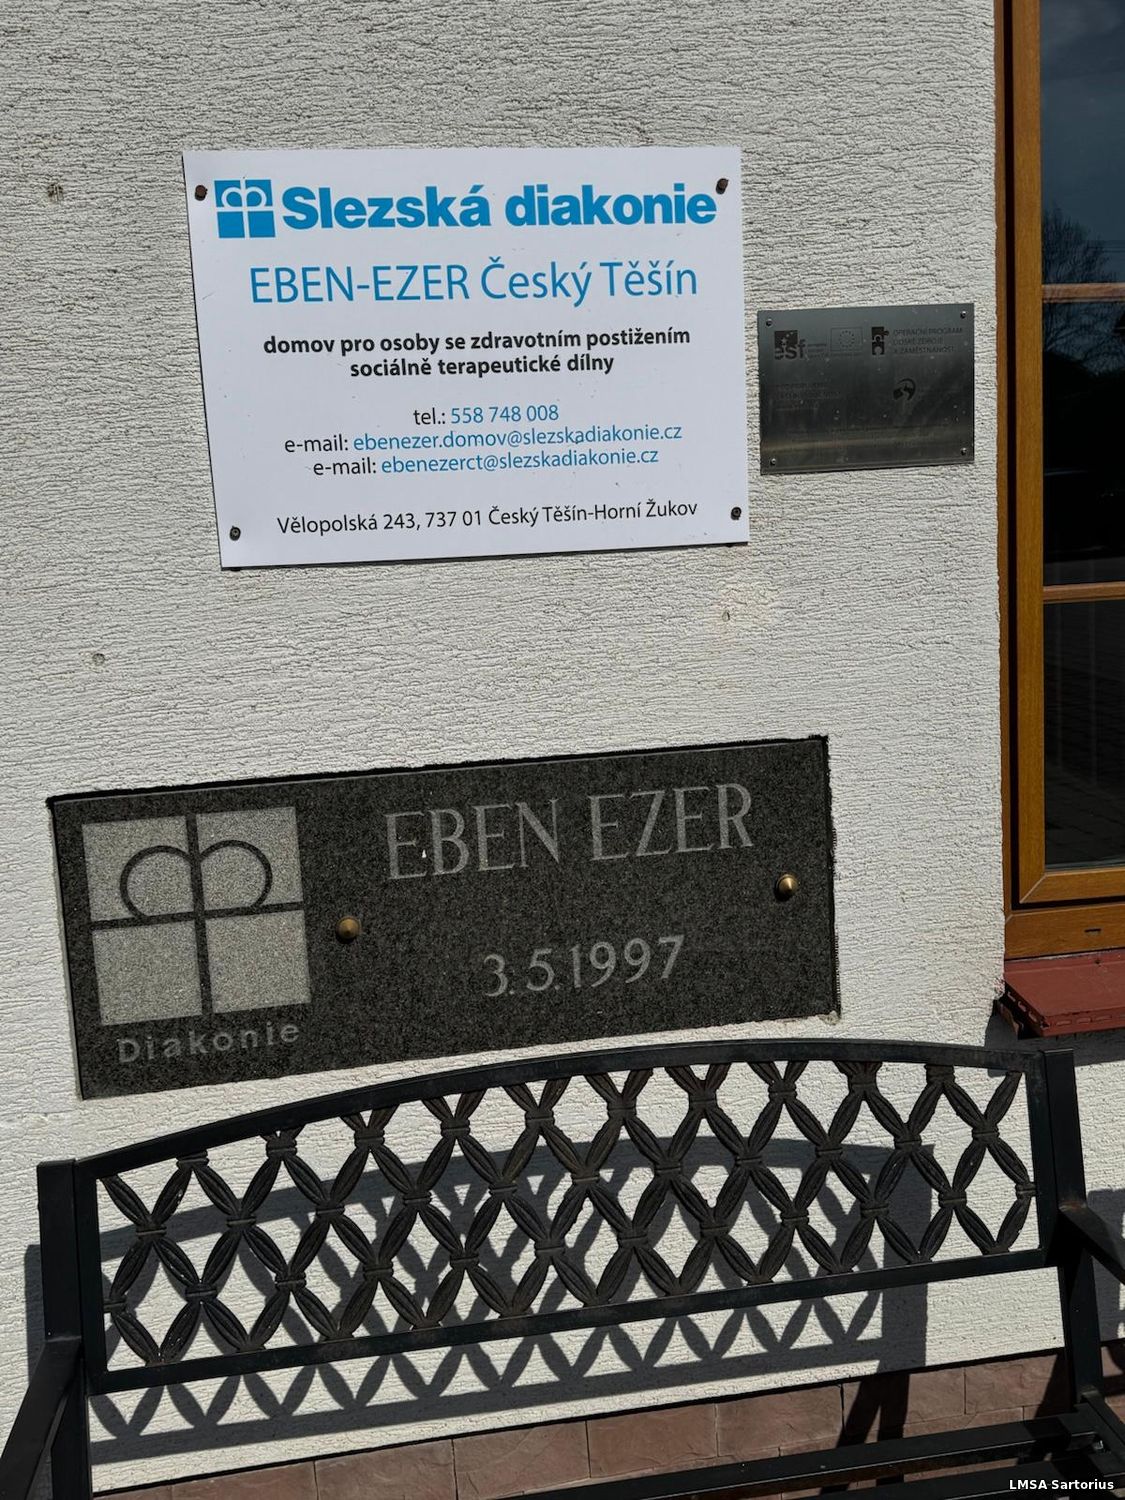 Slezská diakonie
EBEN-EZER Český Těšín
domov pro osoby se zdravotním postižením
sociálně terapeutické dílny
tel.: 558 748 008
e-mail: ebenezer.domov@slezskadiakonie.cz
e-mail: ebenezerct@slezskadiakonie.cz
Vělopolská 243, 737 01 Český Těšín-Horní Žukov
esf
OPERAČNÍ PROGRAM
LIDSKÉ ZDROJE
A ZAMĚSTNANOST
EBEN EZER
3.5.1997
Diakonie
LMSA Sartorius